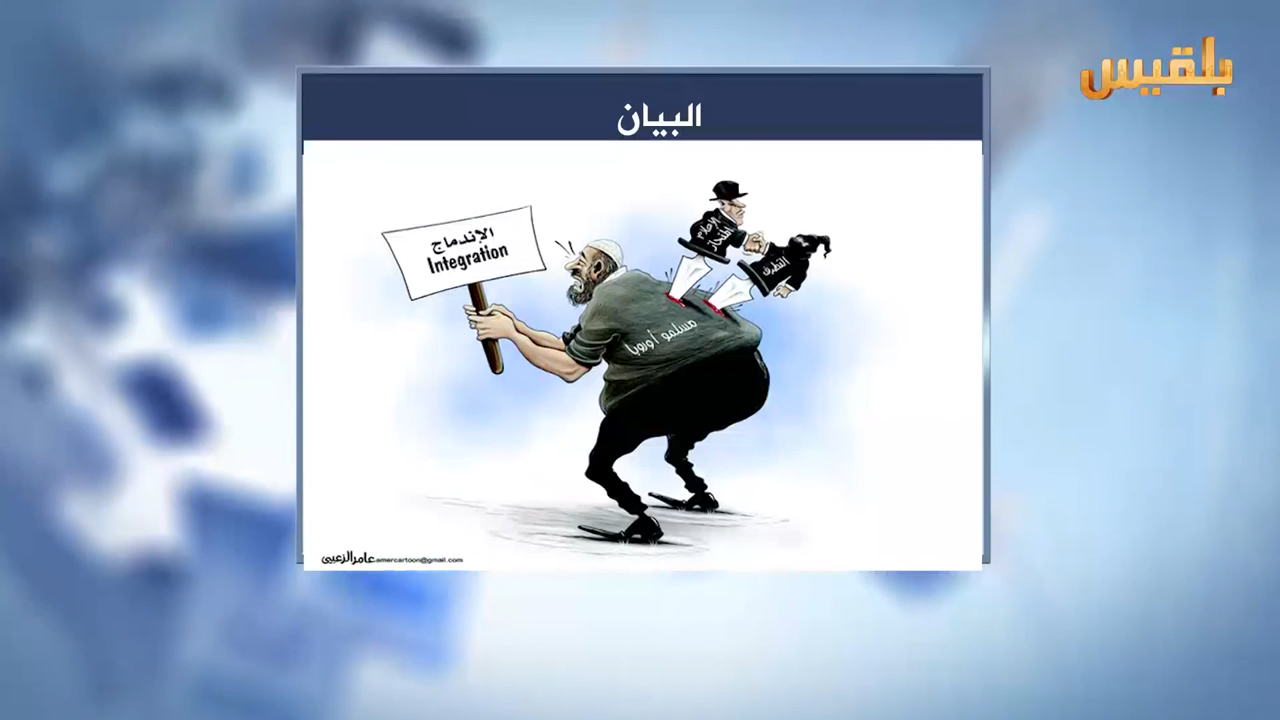 بلقيس
البيان
الإندماج
Integration
الإعلام
المنحاز
التطرف
مسلمو أوروبا
عامر الزعبي amercartoon@gmail.com